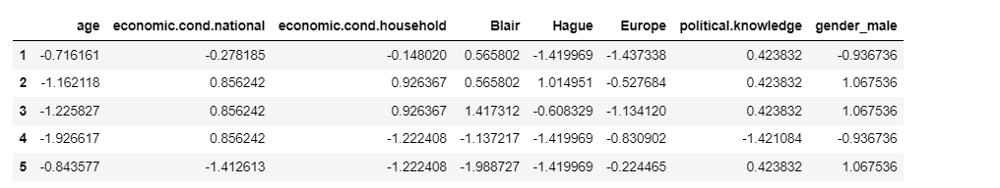 age economic.cond.national economic.cond.household Blair Hague Europe political.knowledge gender_male
1 -0.716161 -0.278185 -0.148020 0.565802 -1.419969 -1.437338 0.423832 -0.936736
2 -1.162118 0.856242 0.926367 0.565802 1.014951 -0.527684 0.423832 1.067536
3 -1.225827 0.856242 0.926367 1.417312 -0.608329 -1.134120 0.423832 1.067536
4 -1.926617 0.856242 -1.222408 -1.137217 -1.419969 -0.830902 -1.421084 -0.936736
5 -0.843577 -1.412613 -1.222408 -1.988727 -1.419969 -0.224465 0.423832 1.067536